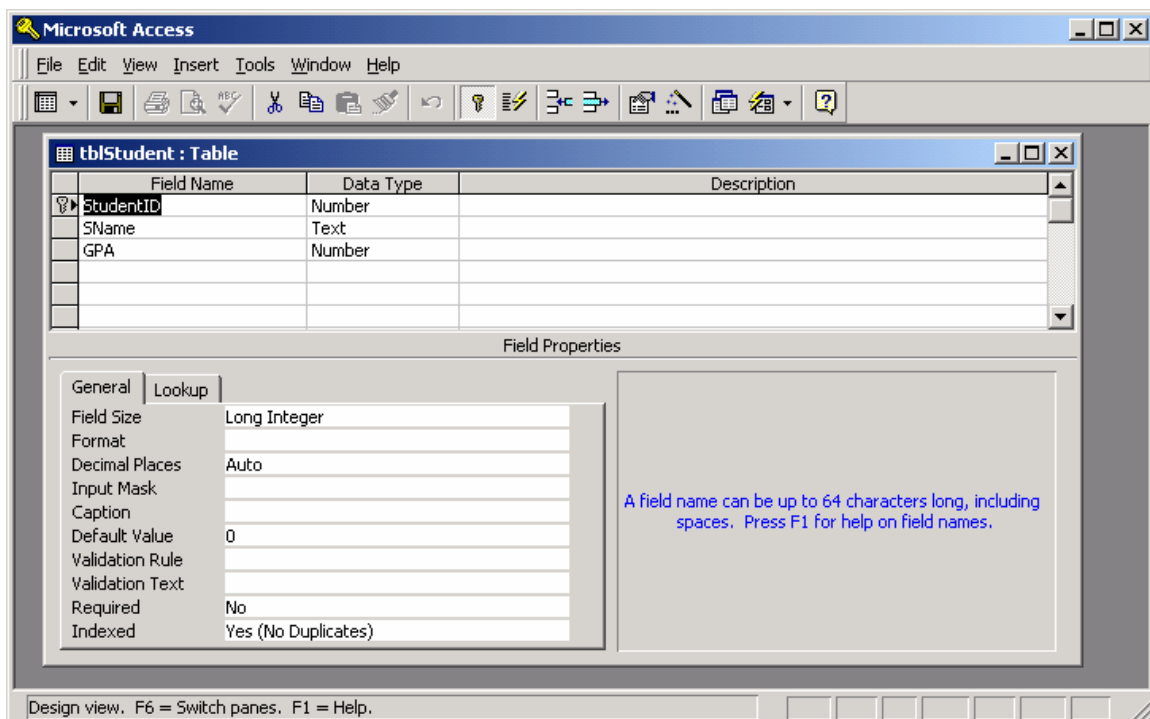 Microsoft Access
File Edit View Insert Tools Window Help
ABC
tblStudent : Table
Field Name Data Type Description
StudentID Number
SName Text
GPA Number
Field Properties
General Lookup
Field Size Long Integer
Format
Decimal Places Auto
Input Mask
Caption
Default Value 0
Validation Rule
Validation Text
Required No
Indexed Yes (No Duplicates)
A field name can be up to 64 characters long, including
spaces. Press F1 for help on field names.
Design view. F6 = Switch panes. F1 = Help.